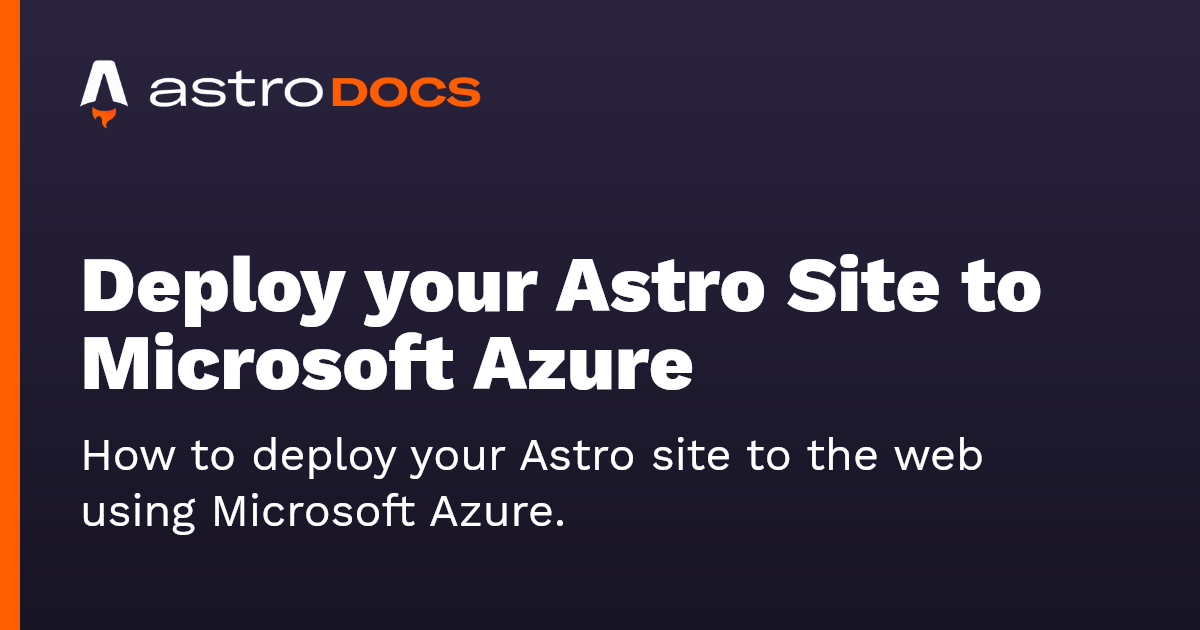 astro DOCS
Deploy your Astro Site to
Microsoft Azure
How to deploy your Astro site to the web
using Microsoft Azure.